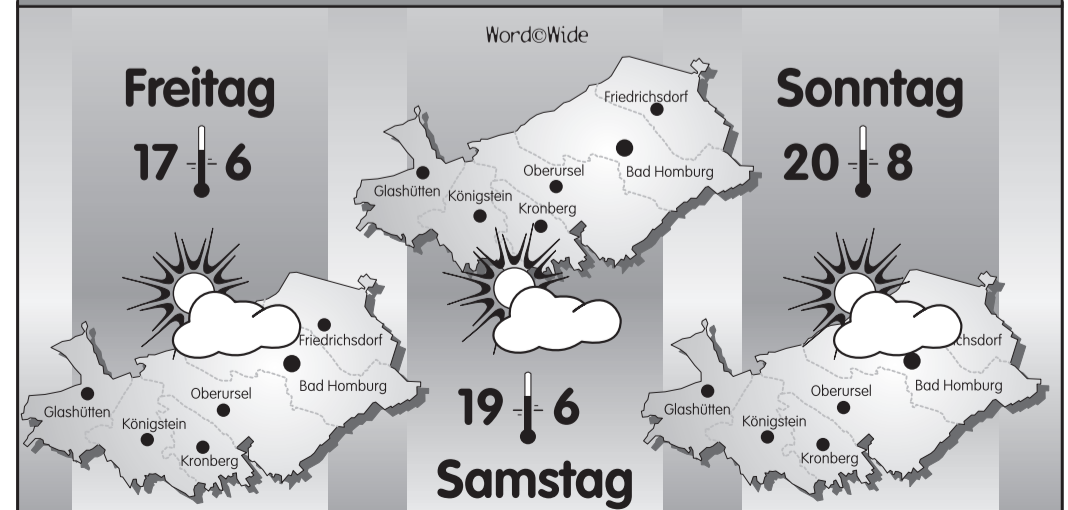 Word©Wide
Freitag
17 6
Friedrichsdorf
Bad Homburg
Oberursel
Glashütten
Königstein
Kronberg
Friedrichsdorf
Bad Homburg
Oberursel
Glashütten
Königstein
Kronberg
19 6
Samstag
Sonntag
20 8
chsdorf
Bad Homburg
Oberursel
Glashütten
Königstein
Kronberg